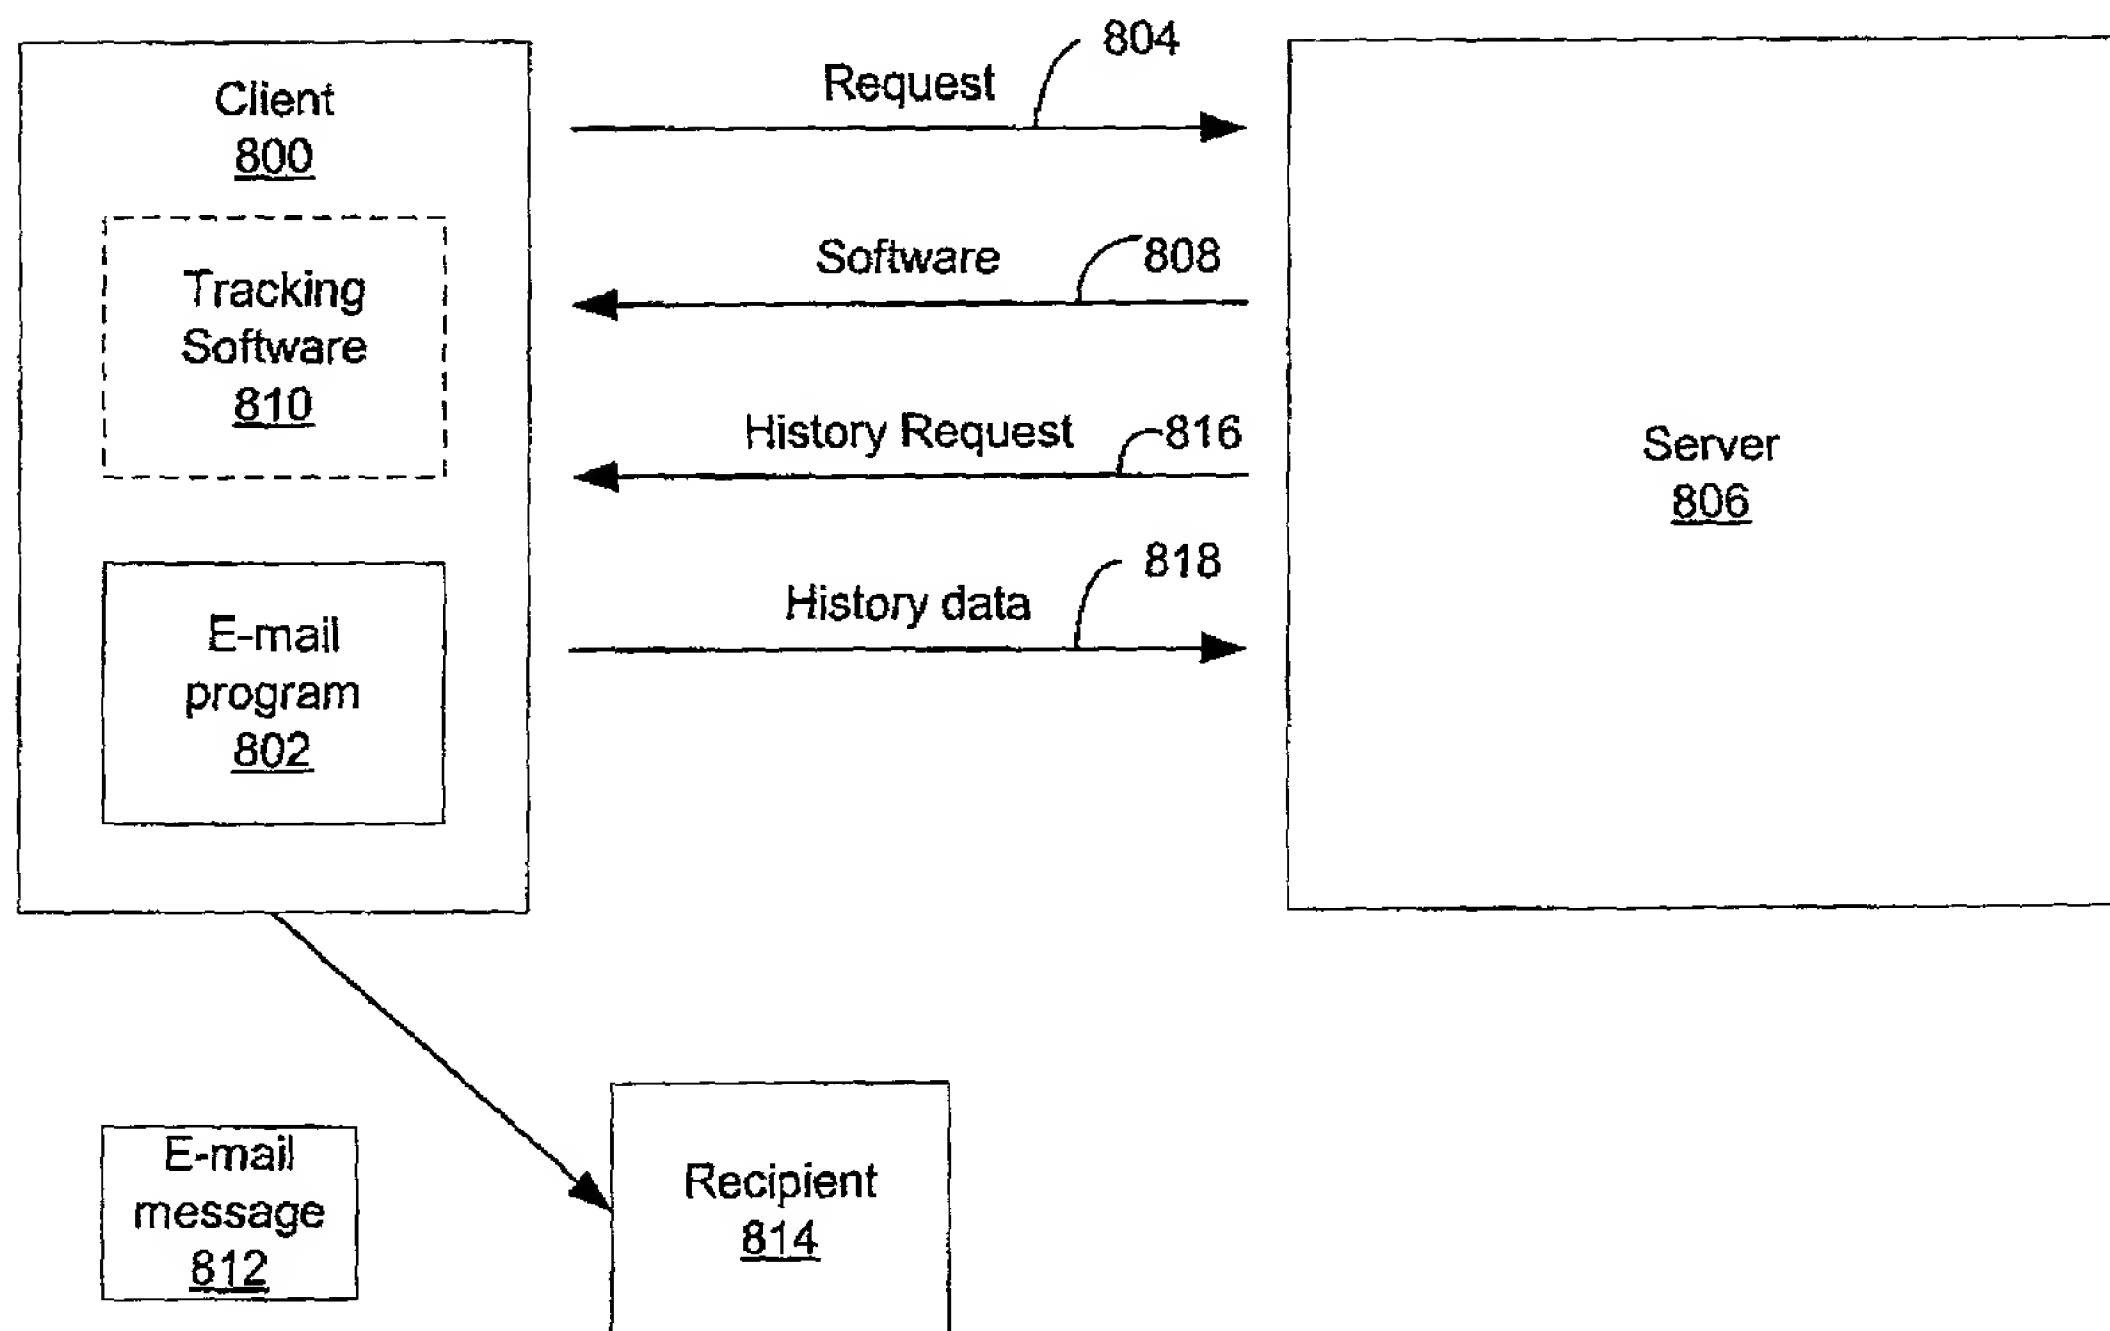 Client
800
Tracking
Software
810
E-mail
program
802
Request
804
Software
808
History Request
816
History data
818
Server
806
E-mail
message
812
Recipient
814